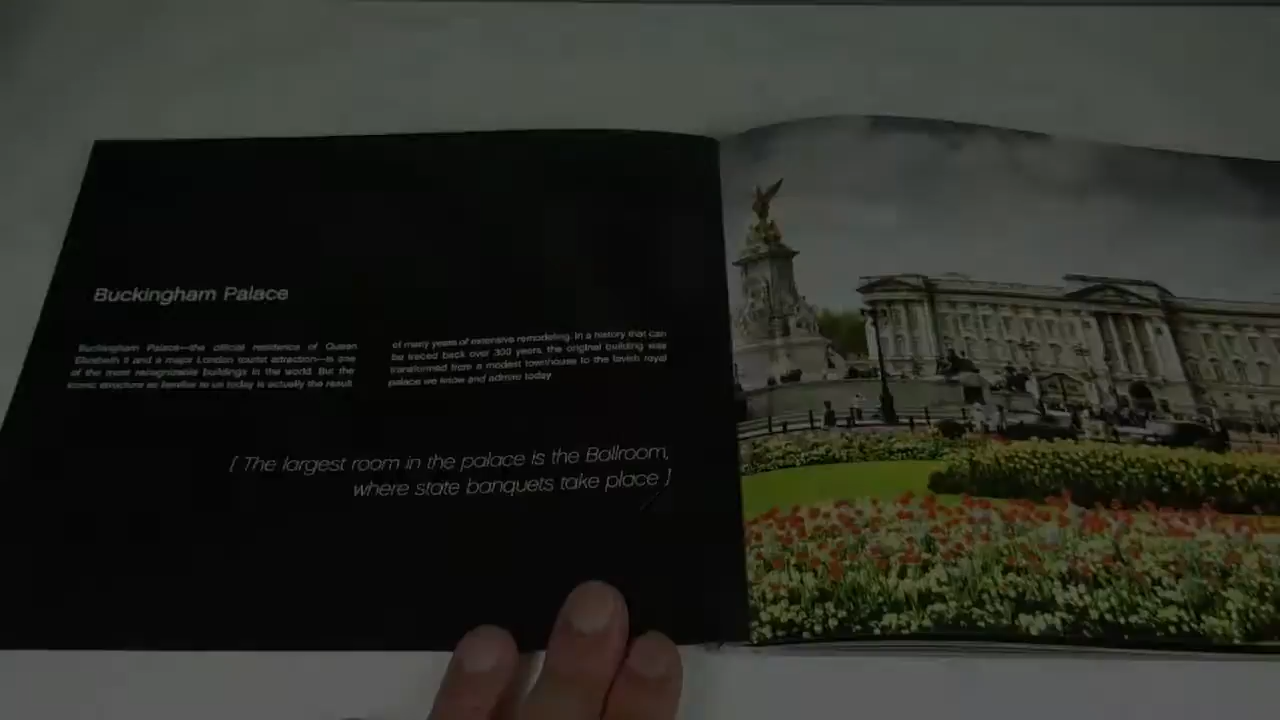 Buckingham Palace
Buckingham Palace—the official residence of Queen
Elizabeth II and a major London tourist attraction—is one
of the most recognizable buildings in the world. But the
iconic structure so familiar to us today is actually the result
of many years of extensive remodeling. In a history that can
be traced back over 300 years, the original building was
transformed from a modest townhouse to the lavish royal
palace we know and admire today.
[ The largest room in the palace is the Ballroom,
where state banquets take place ]